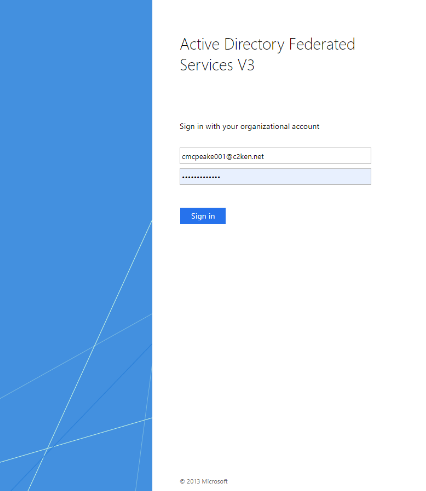 Active Directory Federated
Services V3
Sign in with your organizational account
cmcpeake001@c2ken.net
•••••••••••••
Sign in
© 2013 Microsoft